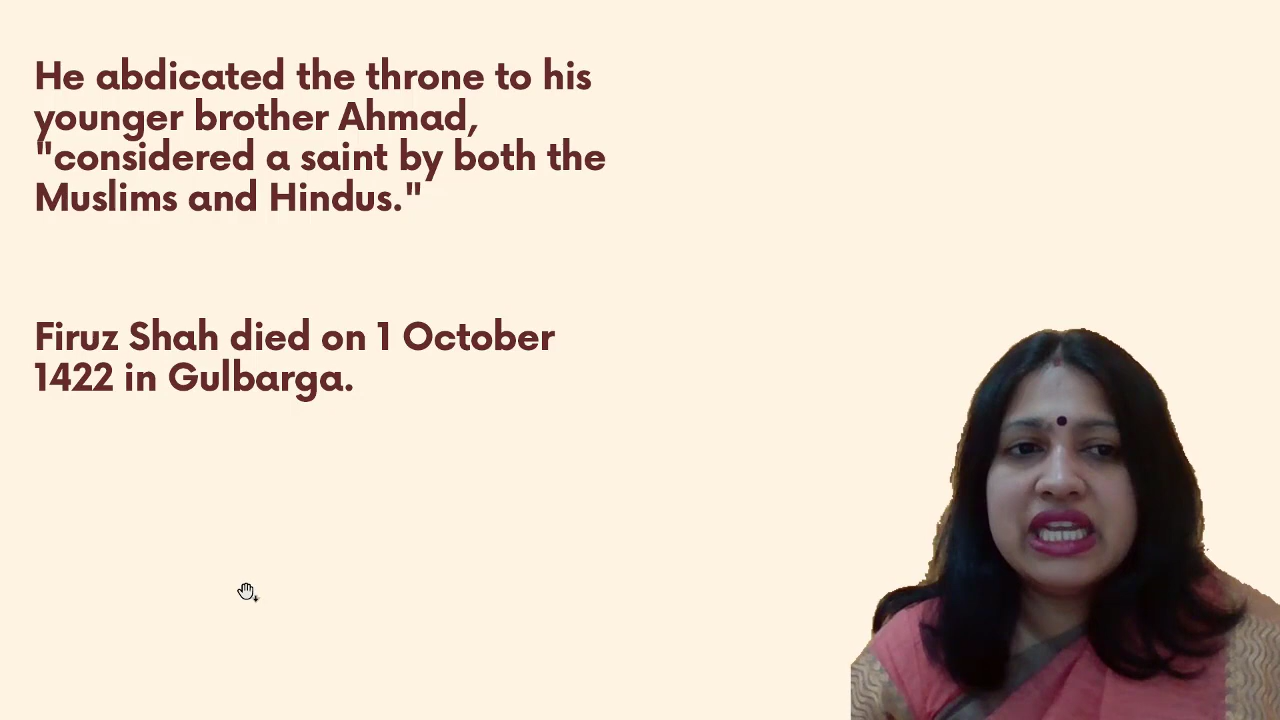 He abdicated the throne to his
younger brother Ahmad,
"considered a saint by both the
Muslims and Hindus."
Firuz Shah died on 1 October
1422 in Gulbarga.